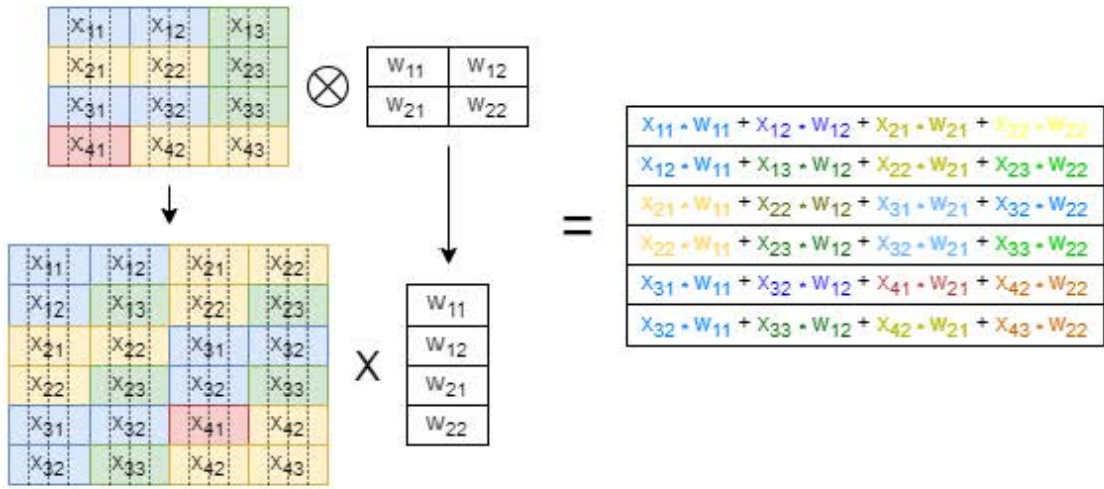 X11 X12 X13
X21 X22 X23
X31 X32 X33
X41 X42 X43
⊗
W11 W12
W21 W22
X11 X12 X21 X22
X12 X13 X22 X23
X21 X22 X31 X32
X22 X23 X32 X33
X31 X32 X41 X42
X32 X33 X42 X43
X
W11
W12
W21
W22
=
X11 * W11 + X12 * W12 + X21 * W21 + X22 * W22
X12 * W11 + X13 * W12 + X22 * W21 + X23 * W22
X21 * W11 + X22 * W12 + X31 * W21 + X32 * W22
X22 * W11 + X23 * W12 + X32 * W21 + X33 * W22
X31 * W11 + X32 * W12 + X41 * W21 + X42 * W22
X32 * W11 + X33 * W12 + X42 * W21 + X43 * W22